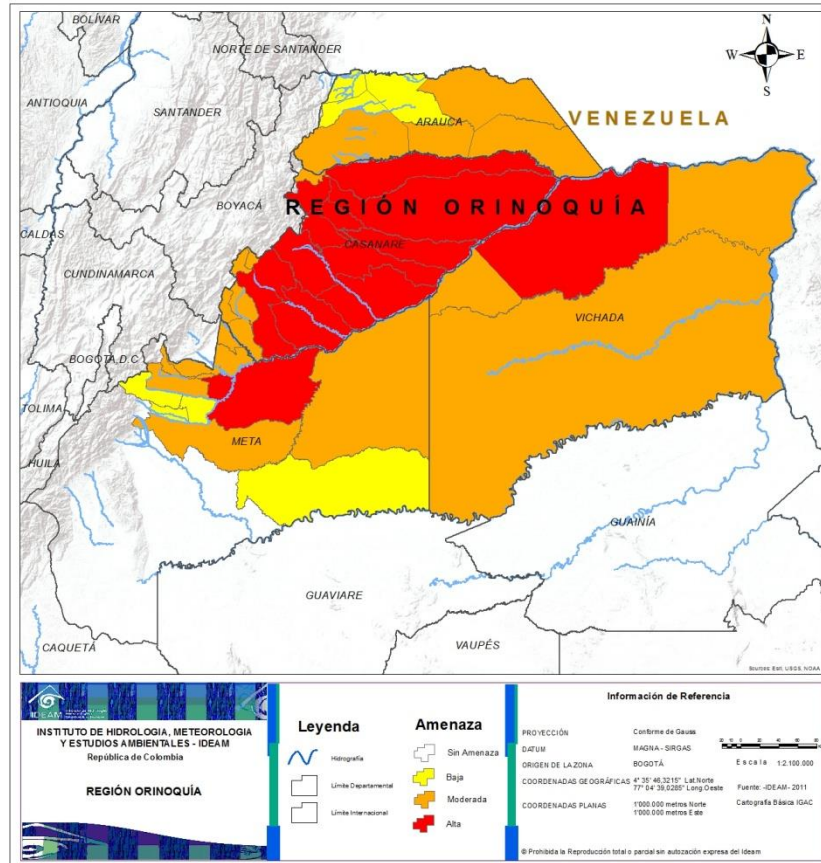 BOLÍVAR
N
W E
S
NORTE DE SANTANDER
ANTIOQUIA
SANTANDER
ARAUCA
VENEZUELA
BOYACÁ
REGIÓN ORINOQUÍA
CALDAS
CASANARE
CUNDINAMARCA
VICHADA
BOGOTÁ D.C
TOLIMA
META
HUILA
GUAINÍA
GUAVIARE
CAQUETÁ
VAUPÉS
Sources: Esri, USGS, NOAA
IDEAM
INSTITUTO DE HIDROLOGIA, METEOROLOGIA
Y ESTUDIOS AMBIENTALES - IDEAM
República de Colombia
REGIÓN ORINOQUÍA
Leyenda
Hidrografía
Límite Departamental
Límite Internacional
Amenaza
Sin Amenaza
Baja
Moderada
Alta
Información de Referencia
PROYECCIÓN Conforme de Gauss
DATUM MAGNA - SIRGAS
ORIGEN DE LA ZONA BOGOTÁ
Escala 1:2.100.000
COORDENADAS GEOGRÁFICAS 4° 35' 46,3215" Lat.Norte
77° 04' 39,0285" Long.Oeste
Fuente: -IDEAM- 2011
COORDENADAS PLANAS 1'000.000 metros Norte
1'000.000 metros Este
Cartografía Básica IGAC
© Prohibida la Reproducción total o parcial sin autozación expresa del Ideam